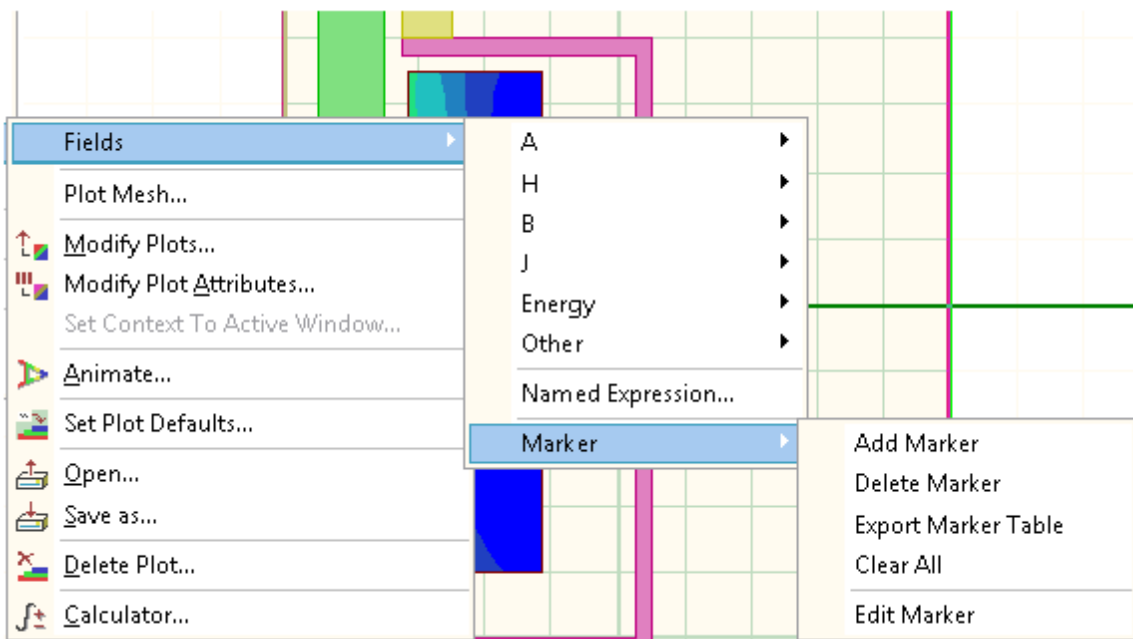 Fields
Plot Mesh...
Modify Plots...
Modify Plot Attributes...
Set Context To Active Window...
Animate...
Set Plot Defaults...
Open...
Save as...
Delete Plot...
Calculator...
A
H
B
J
Energy
Other
Named Expression...
Marker
Add Marker
Delete Marker
Export Marker Table
Clear All
Edit Marker